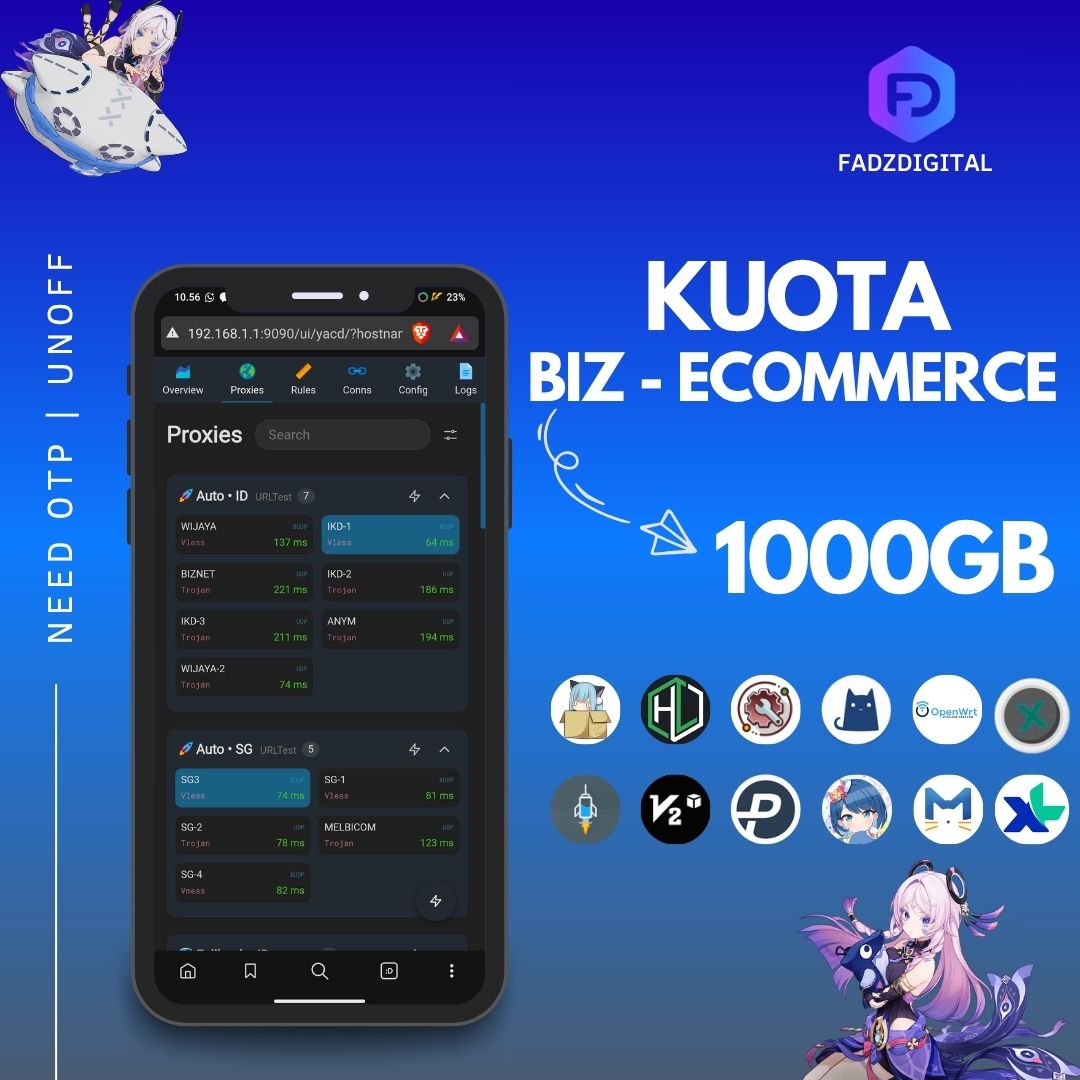 FADZDIGITAL
NEED OTP | UNOFF
KUOTA
BIZ - ECOMMERCE
1000GB
10.56
23%
192.168.1.1:9090/ui/yacd/?hostnar
Overview Proxies Rules Conns Config Logs
Proxies
Search
Auto • ID URLTest 7
WIJAYA XUDP
Vless 137 ms
IKD-1 XUDP
Vless 64 ms
BIZNET UDP
Trojan 221 ms
IKD-2 UDP
Trojan 186 ms
IKD-3 UDP
Trojan 211 ms
ANYM UDP
Trojan 194 ms
WIJAYA-2 UDP
Trojan 74 ms
Auto • SG URLTest 5
SG3 XUDP
Vless 74 ms
SG-1 XUDP
Vless 81 ms
SG-2 UDP
Trojan 78 ms
MELBICOM UDP
Trojan 123 ms
SG-4 XUDP
Vmess 82 ms
:D
OpenWrt
V2
XL